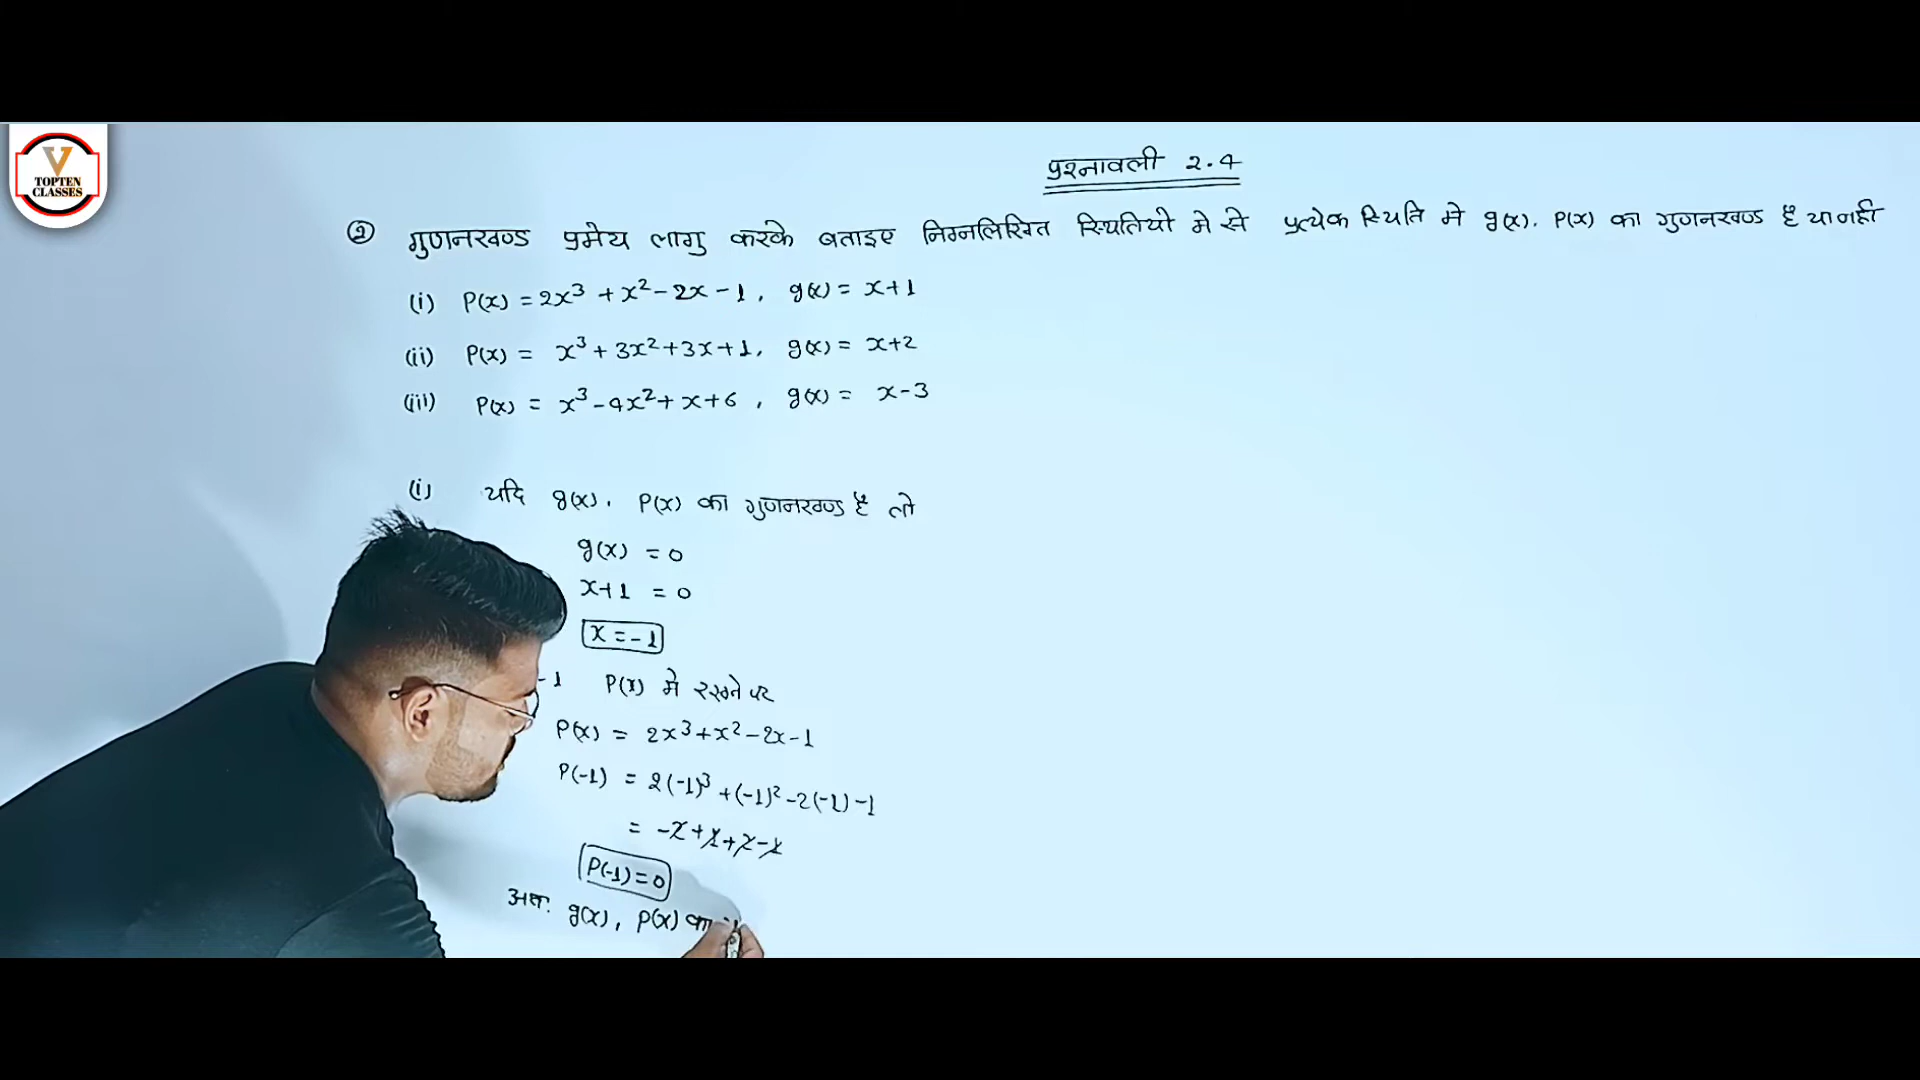 V
TOPTEN
CLASSES
प्रश्नावली 2.4
② गुणनखण्ड प्रमेय लागु करके बताइए निम्नलिखित स्थितियो मे से प्रत्येक स्थिति मे g(x), P(x) का गुणनखण्ड है या नही
(i) P(x) = 2x³ + x² - 2x - 1, g(x) = x+1
(ii) P(x) = x³ + 3x² + 3x + 1, g(x) = x+2
(iii) P(x) = x³ - 4x² + x + 6, g(x) = x-3
(i) यदि g(x), P(x) का गुणनखण्ड है तो
g(x) = 0
x+1 = 0
x = -1
-1 P(x) मे रखने पर
P(x) = 2x³ + x² - 2x - 1
P(-1) = 2(-1)³ + (-1)² - 2(-1) - 1
= -2 + 1 + 2 - 1
P(-1) = 0
अतः g(x), P(x) का